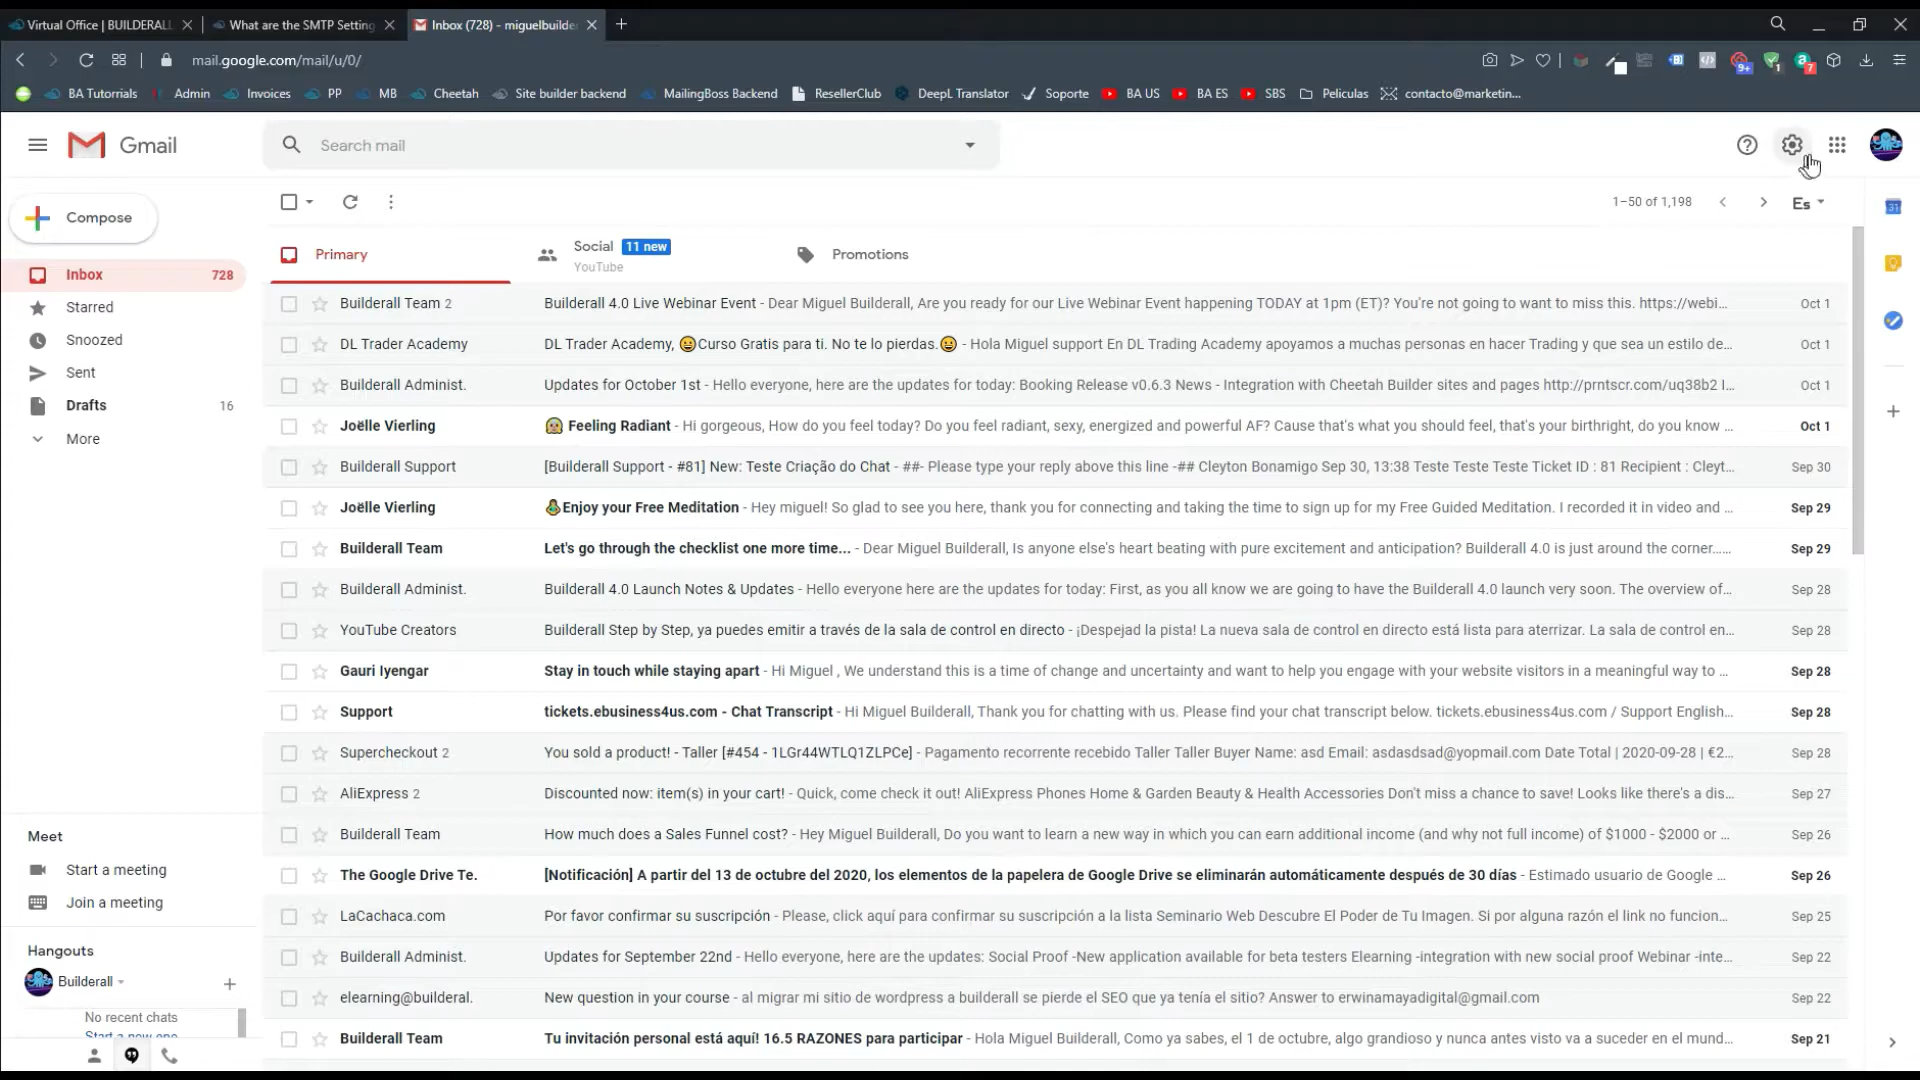 Virtual Office | BUILDERALL
What are the SMTP Setting
Inbox (728) - miguelbuilde
mail.google.com/mail/u/0/
9+
1
7
BA Tutorrials
Admin
Invoices
PP
MB
Cheetah
Site builder backend
MailingBoss Backend
ResellerClub
DeepL Translator
Soporte
BA US
BA ES
SBS
Peliculas
contacto@marketin...
Gmail
Search mail
Compose
1–50 of 1,198
Es
31
Primary
Social 11 new
YouTube
Promotions
Inbox 728
Starred
Snoozed
Sent
Drafts 16
More
Builderall Team 2 Builderall 4.0 Live Webinar Event - Dear Miguel Builderall, Are you ready for our Live Webinar Event happening TODAY at 1pm (ET)? You're not going to want to miss this. https://webi... Oct 1
DL Trader Academy DL Trader Academy, 😀Curso Gratis para ti. No te lo pierdas.😀 - Hola Miguel support En DL Trading Academy apoyamos a muchas personas en hacer Trading y que sea un estilo de... Oct 1
Builderall Administ. Updates for October 1st - Hello everyone, here are the updates for today: Booking Release v0.6.3 News - Integration with Cheetah Builder sites and pages http://prntscr.com/uq38b2 I... Oct 1
Joëlle Vierling Feeling Radiant - Hi gorgeous, How do you feel today? Do you feel radiant, sexy, energized and powerful AF? Cause that's what you should feel, that's your birthright, do you know ... Oct 1
Builderall Support [Builderall Support - #81] New: Teste Criação do Chat - ##- Please type your reply above this line -## Cleyton Bonamigo Sep 30, 13:38 Teste Teste Teste Ticket ID : 81 Recipient : Cleyt... Sep 30
Joëlle Vierling Enjoy your Free Meditation - Hey miguel! So glad to see you here, thank you for connecting and taking the time to sign up for my Free Guided Meditation. I recorded it in video and ... Sep 29
Builderall Team Let's go through the checklist one more time... - Dear Miguel Builderall, Is anyone else's heart beating with pure excitement and anticipation? Builderall 4.0 is just around the corner...... Sep 29
Builderall Administ. Builderall 4.0 Launch Notes & Updates - Hello everyone here are the updates for today: First, as you all know we are going to have the Builderall 4.0 launch very soon. The overview of... Sep 28
YouTube Creators Builderall Step by Step, ya puedes emitir a través de la sala de control en directo - ¡Despejad la pista! La nueva sala de control en directo está lista para aterrizar. La sala de control en... Sep 28
Gauri Iyengar Stay in touch while staying apart - Hi Miguel , We understand this is a time of change and uncertainty and want to help you engage with your website visitors in a meaningful way to ... Sep 28
Support tickets.ebusiness4us.com - Chat Transcript - Hi Miguel Builderall, Thank you for chatting with us. Please find your chat transcript below. tickets.ebusiness4us.com / Support English... Sep 28
Supercheckout 2 You sold a product! - Taller [#454 - 1LGr44WTLQ1ZLPCe] - Pagamento recorrente recebido Taller Taller Buyer Name: asd Email: asdasdsad@yopmail.com Date Total | 2020-09-28 | €2... Sep 28
AliExpress 2 Discounted now: item(s) in your cart! - Quick, come check it out! AliExpress Phones Home & Garden Beauty & Health Accessories Don't miss a chance to save! Looks like there's a dis... Sep 27
Builderall Team How much does a Sales Funnel cost? - Hey Miguel Builderall, Do you want to learn a new way in which you can earn additional income (and why not full income) of $1000 - $2000 or ... Sep 26
The Google Drive Te. [Notificación] A partir del 13 de octubre del 2020, los elementos de la papelera de Google Drive se eliminarán automáticamente después de 30 días - Estimado usuario de Google ... Sep 26
LaCachaca.com Por favor confirmar su suscripción - Please, click aquí para confirmar su suscripción a la lista Seminario Web Descubre El Poder de Tu Imagen. Si por alguna razón el link no funcion... Sep 25
Builderall Administ. Updates for September 22nd - Hello everyone, here are the updates: Social Proof -New application available for beta testers Elearning -integration with new social proof Webinar -inte... Sep 22
elearning@builderal. New question in your course - al migrar mi sitio de wordpress a builderall se pierde el SEO que ya tenía el sitio? Answer to erwinamayadigital@gmail.com Sep 22
Builderall Team Tu invitación personal está aquí! 16.5 RAZONES para participar - Hola Miguel Builderall, Como ya sabes, el 1 de octubre, algo grandioso y nunca antes visto va a suceder en el mund... Sep 21
Meet
Start a meeting
Join a meeting
Hangouts
Builderall
No recent chats
Start a new one